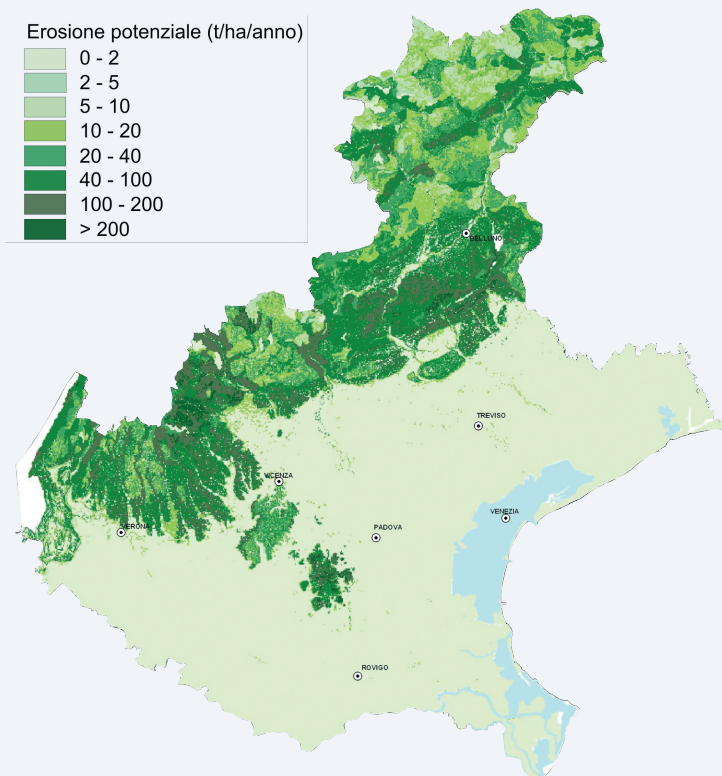 Erosione potenziale (t/ha/anno)
0 - 2
2 - 5
5 - 10
10 - 20
20 - 40
40 - 100
100 - 200
> 200
BELLUNO
TREVISO
VICENZA
VENEZIA
VERONA
PADOVA
ROVIGO